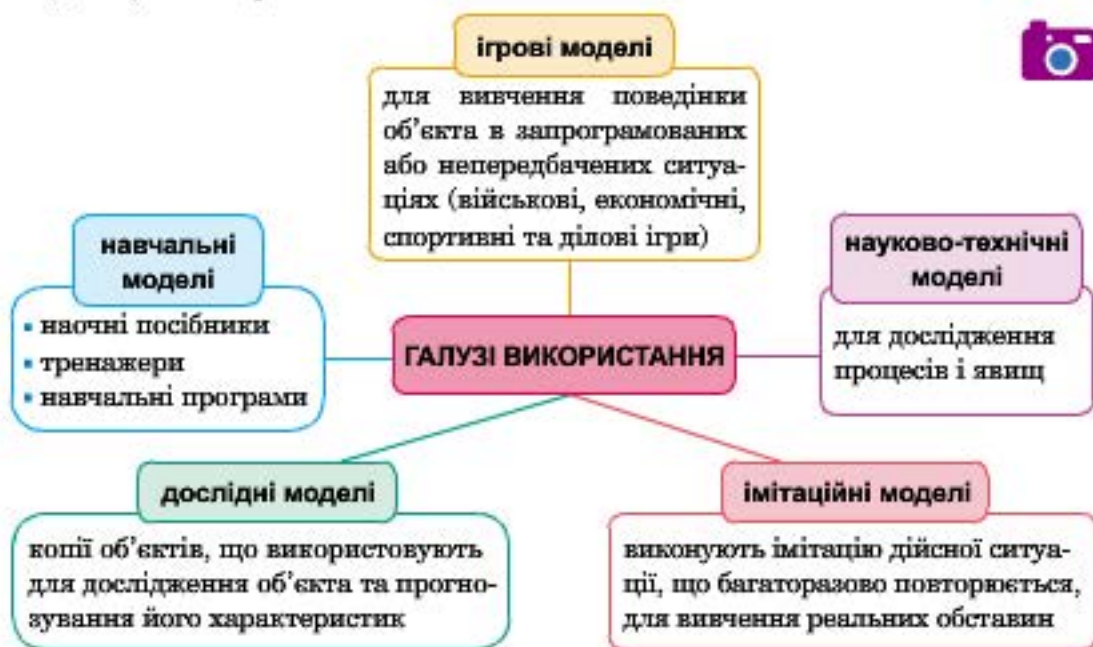 ігрові моделі
для вивчення поведінки
об’єкта в запрограмованих
або непередбачених ситуа-
ціях (військові, економічні,
спортивні та ділові ігри)
навчальні
моделі
▪ наочні посібники
▪ тренажери
▪ навчальні програми
ГАЛУЗІ ВИКОРИСТАННЯ
науково-технічні
моделі
для дослідження
процесів і явищ
дослідні моделі
копії об’єктів, що використовують
для дослідження об’єкта та прогно-
зування його характеристик
імітаційні моделі
виконують імітацію дійсної ситуа-
ції, що багаторазово повторюється,
для вивчення реальних обставин